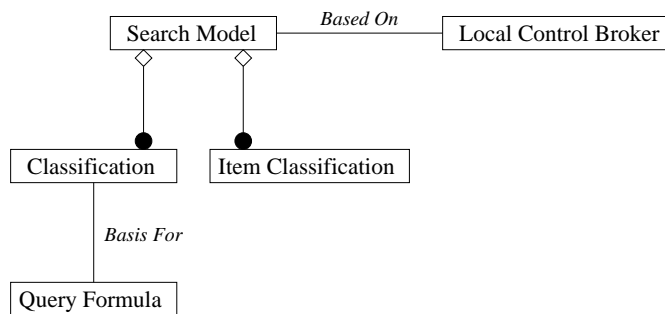 Based On
Search Model
Local Control Broker
Classification
Item Classification
Basis For
Query Formula